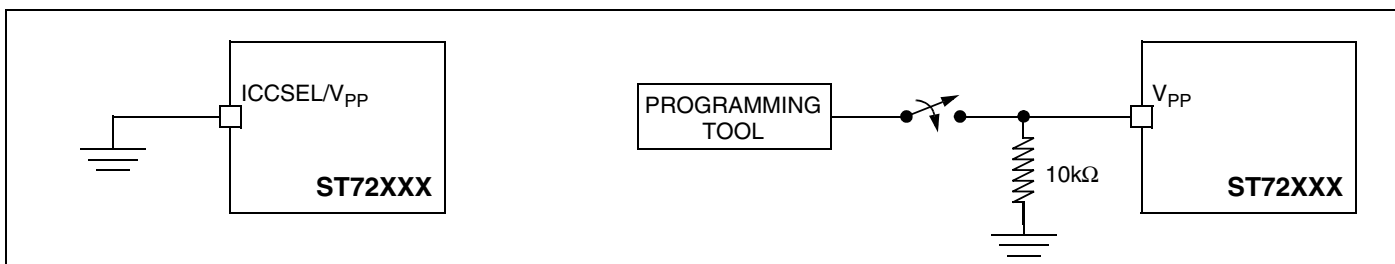 ICCSEL/VPP
ST72XXX
PROGRAMMING
TOOL
VPP
10kΩ
ST72XXX